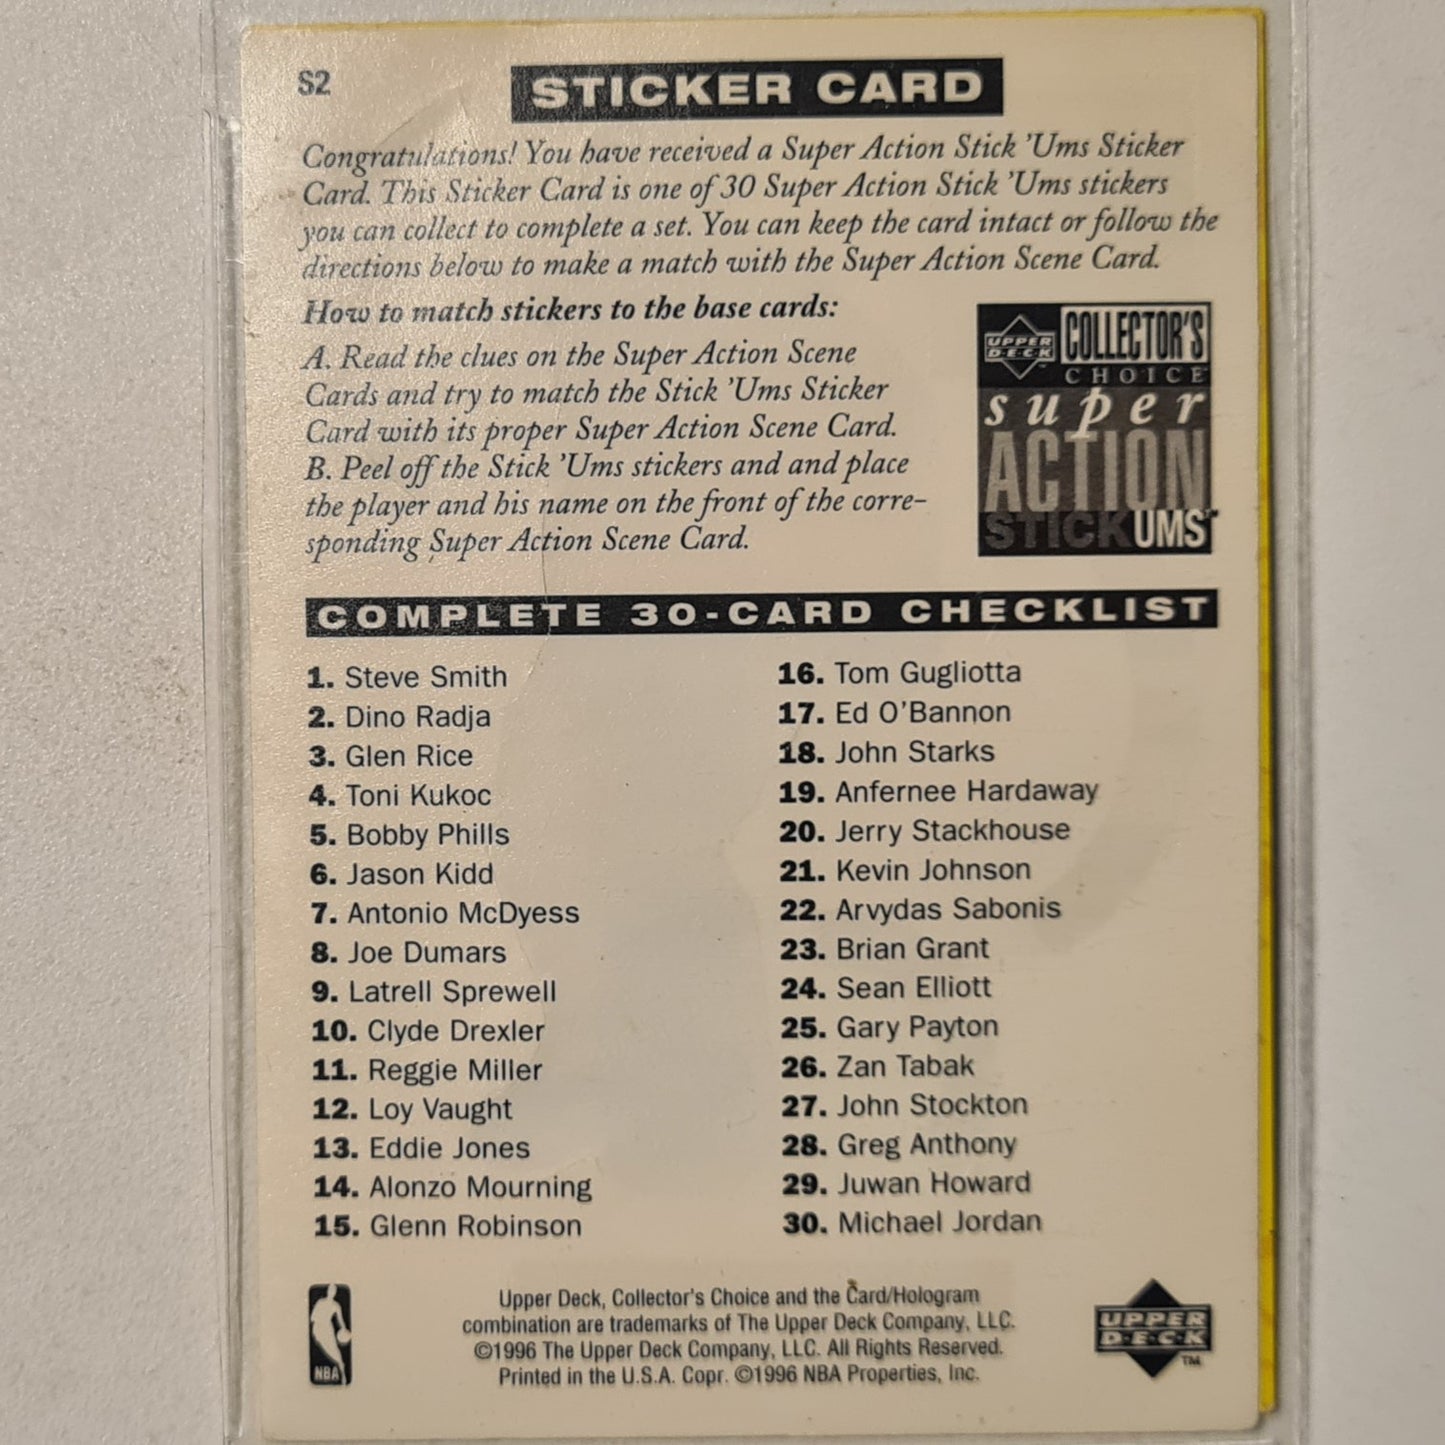 S2
STICKER CARD
Congratulations! You have received a Super Action Stick 'Ums Sticker
Card. This Sticker Card is one of 30 Super Action Stick 'Ums stickers
you can collect to complete a set. You can keep the card intact or follow the
directions below to make a match with the Super Action Scene Card.
How to match stickers to the base cards:
A. Read the clues on the Super Action Scene
Cards and try to match the Stick 'Ums Sticker
Card with its proper Super Action Scene Card.
B. Peel off the Stick 'Ums stickers and and place
the player and his name on the front of the corre-
sponding Super Action Scene Card.
UPPER
DECK
COLLECTOR'S
CHOICE
super
ACTION
STICKUMS™
COMPLETE 30-CARD CHECKLIST
1. Steve Smith
2. Dino Radja
3. Glen Rice
4. Toni Kukoc
5. Bobby Phills
6. Jason Kidd
7. Antonio McDyess
8. Joe Dumars
9. Latrell Sprewell
10. Clyde Drexler
11. Reggie Miller
12. Loy Vaught
13. Eddie Jones
14. Alonzo Mourning
15. Glenn Robinson
16. Tom Gugliotta
17. Ed O'Bannon
18. John Starks
19. Anfernee Hardaway
20. Jerry Stackhouse
21. Kevin Johnson
22. Arvydas Sabonis
23. Brian Grant
24. Sean Elliott
25. Gary Payton
26. Zan Tabak
27. John Stockton
28. Greg Anthony
29. Juwan Howard
30. Michael Jordan
NBA
Upper Deck, Collector's Choice and the Card/Hologram
combination are trademarks of The Upper Deck Company, LLC.
©1996 The Upper Deck Company, LLC. All Rights Reserved.
Printed in the U.S.A. Copr. ©1996 NBA Properties, Inc.
UPPER
DECK
™